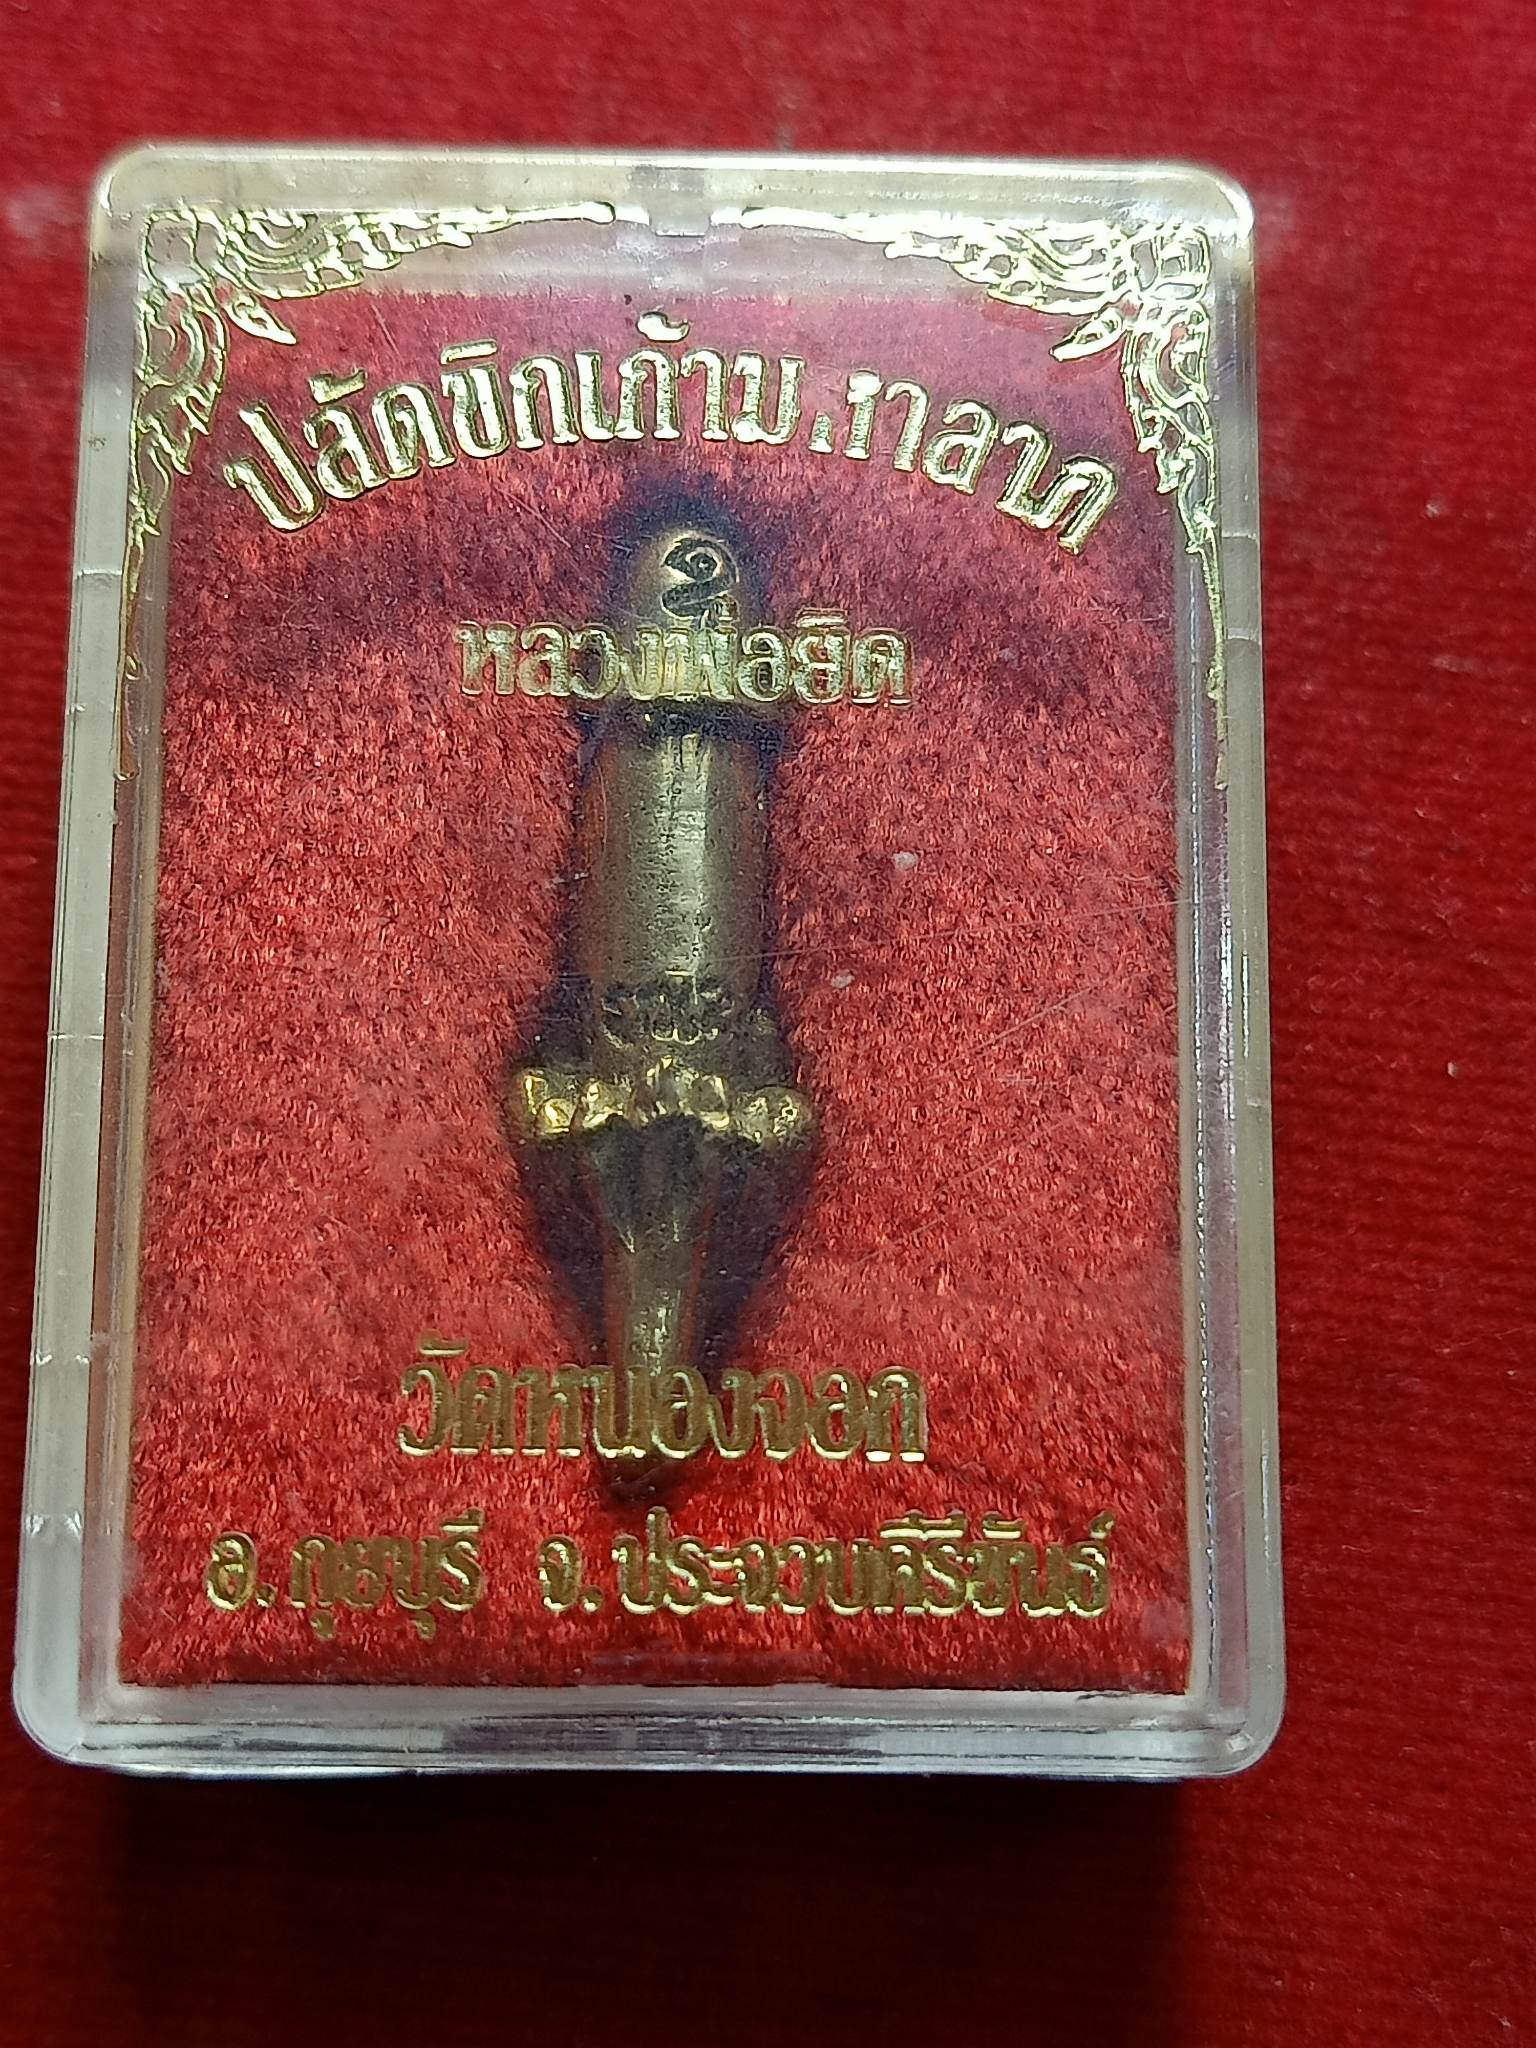 ปลัดขิกเก้ามหาลาภ
หลวงพ่อยิด
วัดหนองจอก
อ.กุยบุรี จ.ประจวบคีรีขันธ์